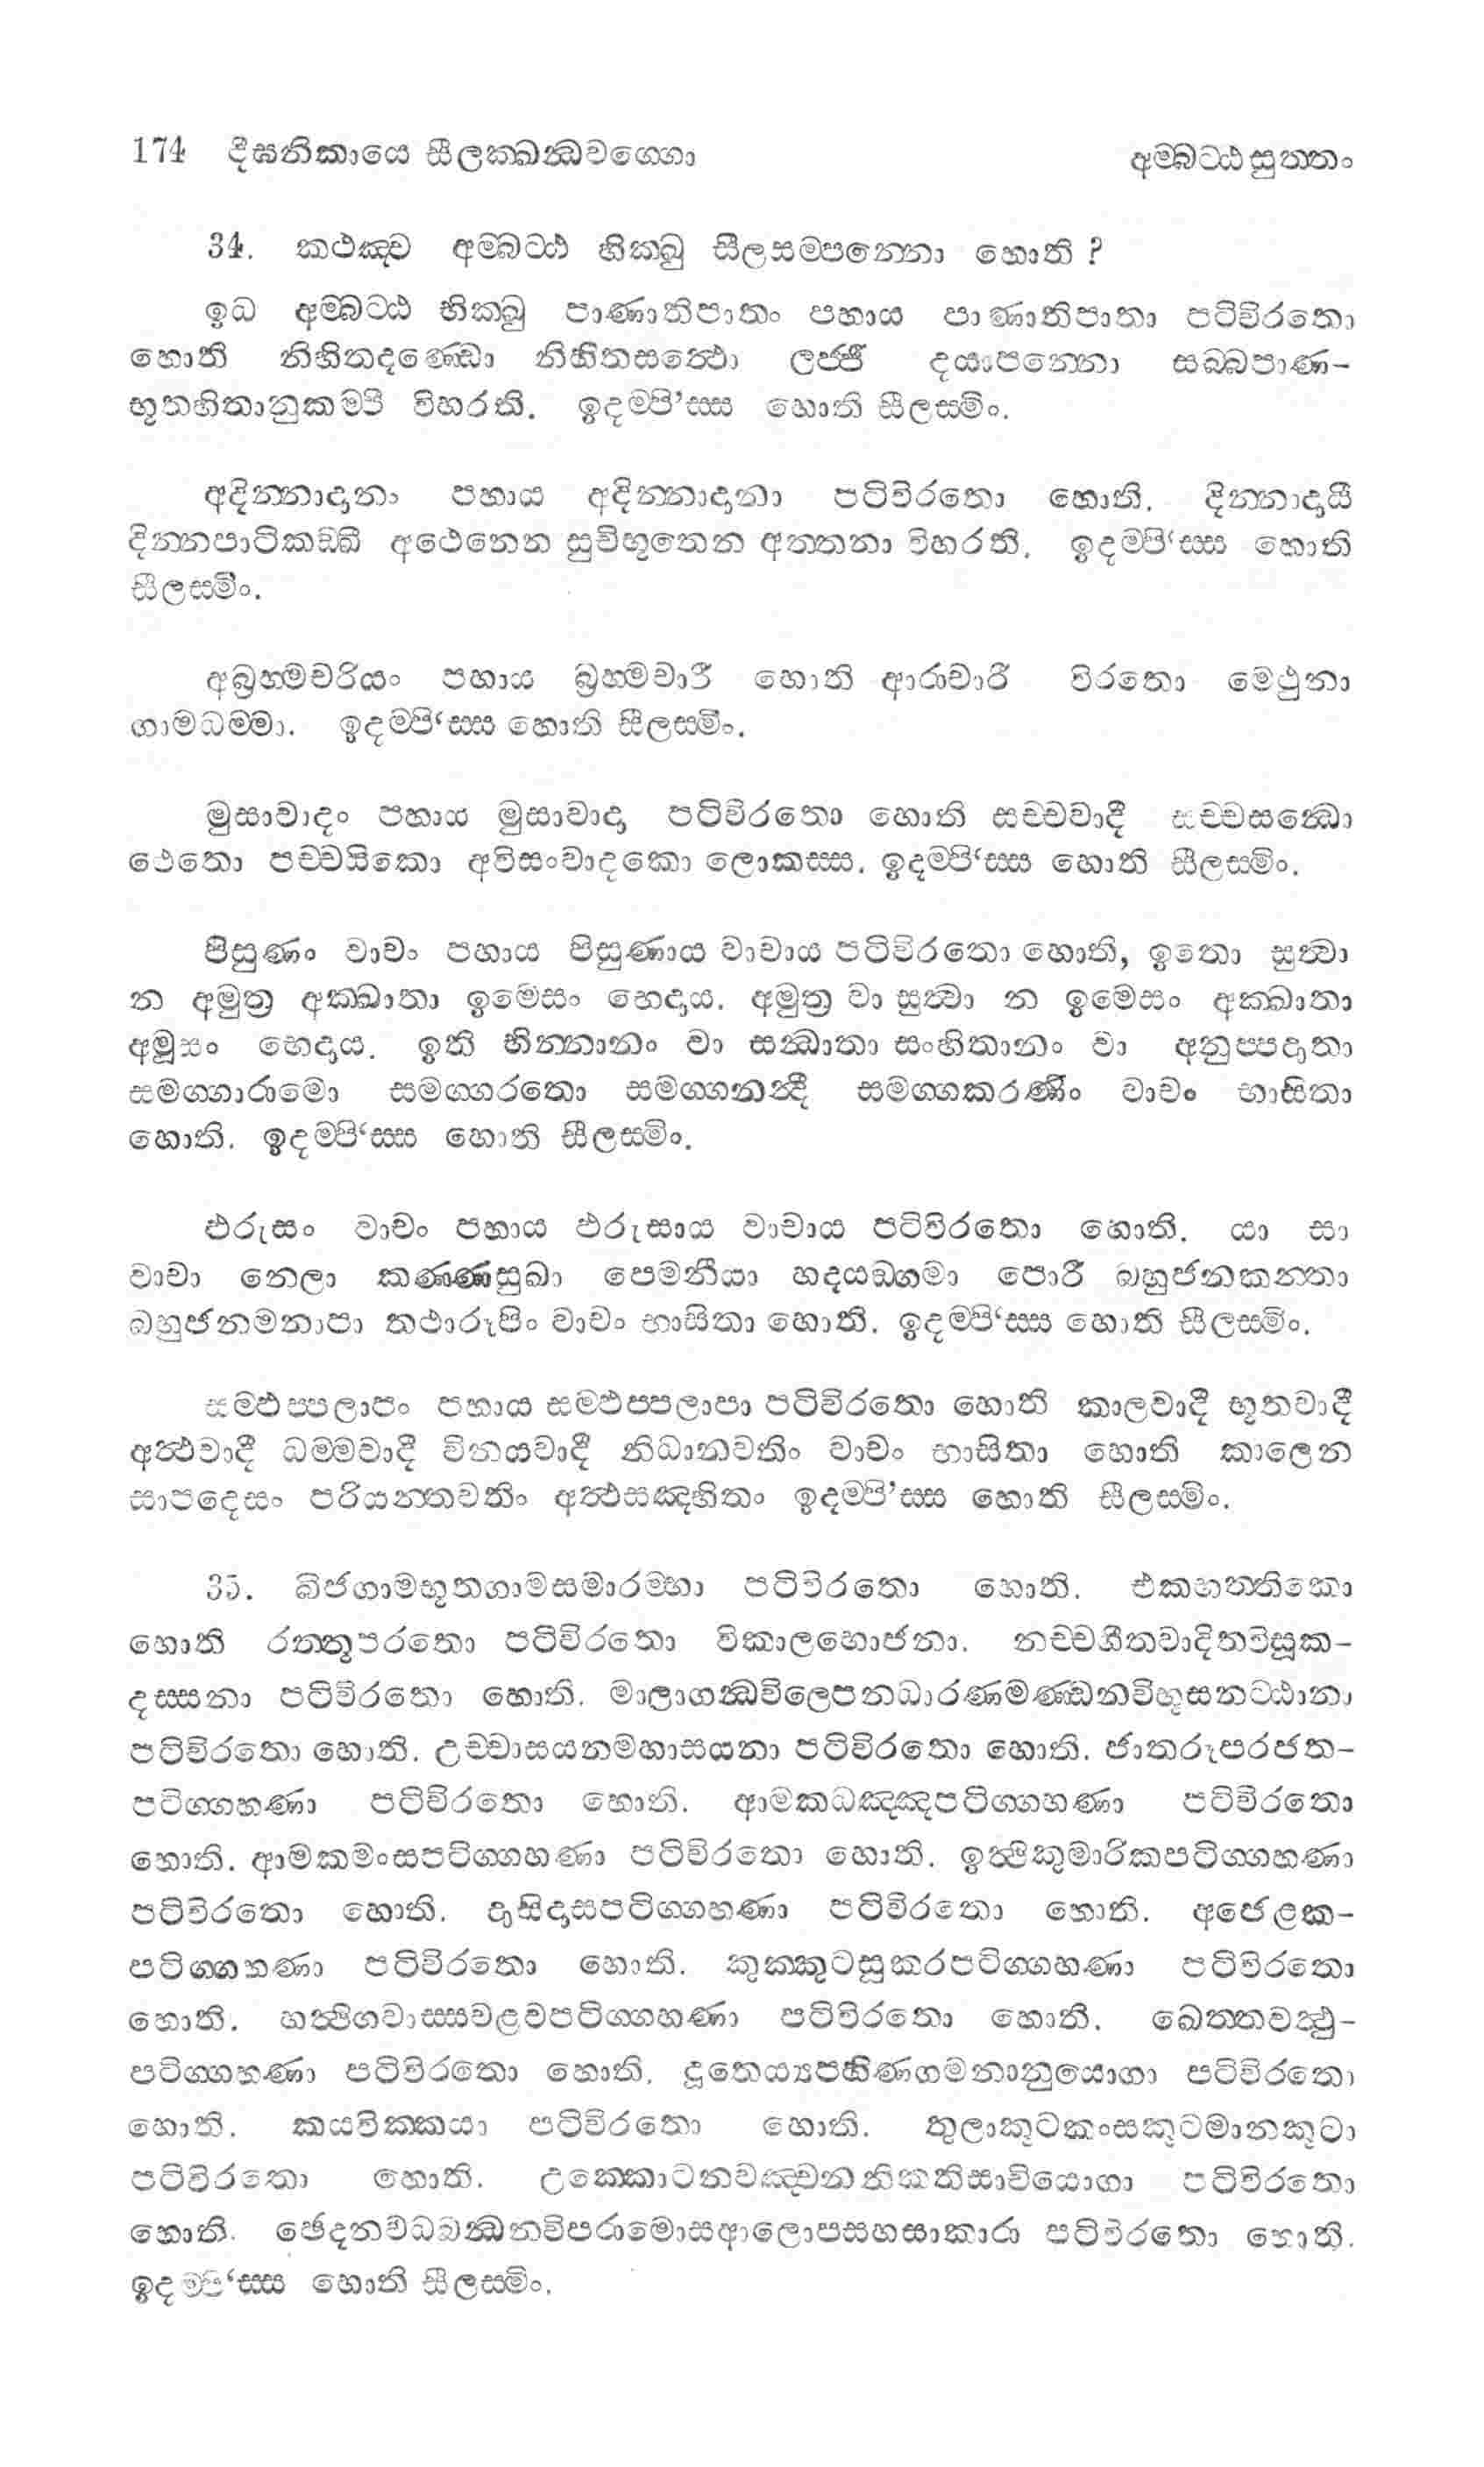 174 දීඝනිකායෙ සීලක්ඛන්ධවග්ගො අම්බට්ඨසුත්තං
34. කථඤ්ච අම්බට්ඨ භික්ඛු සීලසම්පන්නො හොති ?
ඉධ අම්බට්ඨ භික්ඛු පාණාතිපාතං පහාය පාණාතිපාතා පටිවිරතො
හොති නිහිතදණ්ඩො නිහිතසත්ථො ලජ්ජී දයාපන්නො සබ්බපාණ-
භූතහිතානුකම්පි විහරති. ඉදම්පි’ස්ස හොති සීලස්මිං.
අදින්නාදානං පහාය අදින්නාදානා පටිවිරතො හොති. දින්නාදායී
දින්නපාටිකඞ්ඛී අථෙනෙන සුචිභූතෙන අත්තනා විහරති. ඉදම්පි‘ස්ස හොති
සීලස්මිං.
අබ්‍රහ්මචරියං පහාය බ්‍රහ්මචාරී හොති ආරාචාරී විරතො මෙථුනා
ගාමධම්මා. ඉදම්පි‘ස්ස හොති සීලස්මිං.
මුසාවාදං පහාය මුසාවාදා පටිවිරතො හොති සච්චවාදී සච්චසන්ධො
ථෙතො පච්චයිකො අවිසංවාදකො ලොකස්ස. ඉදම්පි‘ස්ස හොති සීලස්මිං.
පිසුණං වාචං පහාය පිසුණාය වාචාය පටිවිරතො හොති, ඉතො සුත්වා
න අමුත්‍ර අක්ඛාතා ඉමෙසං භෙදාය. අමුත්‍ර වා සුත්වා න ඉමෙසං අක්ඛාතා
අමූසං භෙදාය. ඉති භින්නානං වා සන්ධාතා සංහිතානං වා අනුප්පදාතා
සමග්ගාරාමො සමග්ගරතො සමග්ගනන්දී සමග්ගකරණිං වාචං භාසිතා
හොති. ඉදම්පි‘ස්ස හොති සීලස්මිං.
ඵරුසං වාචං පහාය ඵරුසාය වාචාය පටිවිරතො හොති. යා සා
වාචා නෙලා කණ්ණසුඛා පෙමනීයා හදයඞ්ගමා පොරී බහුජනකන්තා
බහුජනමනාපා තථාරූපිං වාචං භාසිතා හොති. ඉදම්පි‘ස්ස හොති සීලස්මිං.
සම්ඵප්පලාපං පහාය සම්ඵප්පලාපා පටිවිරතො හොති කාලවාදී භූතවාදී
අත්ථවාදී ධම්මවාදී විනයවාදී නිධානවතිං වාචං භාසිතා හොති කාලෙන
සාපදෙසං පරියන්තවතිං අත්ථසඤ්හිතං ඉදම්පි’ස්ස හොති සීලස්මිං.
35. බීජගාමභූතගාමසමාරම්භා පටිවිරතො හොති. එකභත්තිකො
හොති රත්තූපරතො පටිවිරතො විකාලභොජනා. නච්චගීතවාදිතවිසූක-
දස්සනා පටිවිරතො හොති. මාලාගන්ධවිලෙපනධාරණමණ්ඩනවිභූසනට්ඨානා
පටිවිරතො හොති. උච්චාසයනමහාසයනා පටිවිරතො හොති. ජාතරූපරජත-
පටිග්ගහණා පටිවිරතො හොති. ආමකධඤ්ඤපටිග්ගහණා පටිවිරතො
හොති. ආමකමංසපටිග්ගහණා පටිවිරතො හොති. ඉත්ථිකුමාරිකපටිග්ගහණා
පටිවිරතො හොති. දාසිදාසපටිග්ගහණා පටිවිරතො හොති. අජෙළක-
පටිග්ගහණා පටිවිරතො හොති. කුක්කුටසූකරපටිග්ගහණා පටිවිරතො
හොති. හත්ථිගවාස්සවළවපටිග්ගහණා පටිවිරතො හොති. ඛෙත්තවත්ථු-
පටිග්ගහණා පටිවිරතො හොති. දූතෙය්‍යපහිණගමනානුයොගා පටිවිරතො
හොති. කයවික්කයා පටිවිරතො හොති. තුලාකූටකංසකූටමානකූටා
පටිවිරතො හොති. උක්කොටනවඤ්චනනිකතිසාචියොගා පටිවිරතො
හොති. ඡෙදනවධබන්ධනවිපරාමොසආලොපසහසාකාරා පටිවිරතො හොති.
ඉදම්පි‘ස්ස හොති සීලස්මිං.